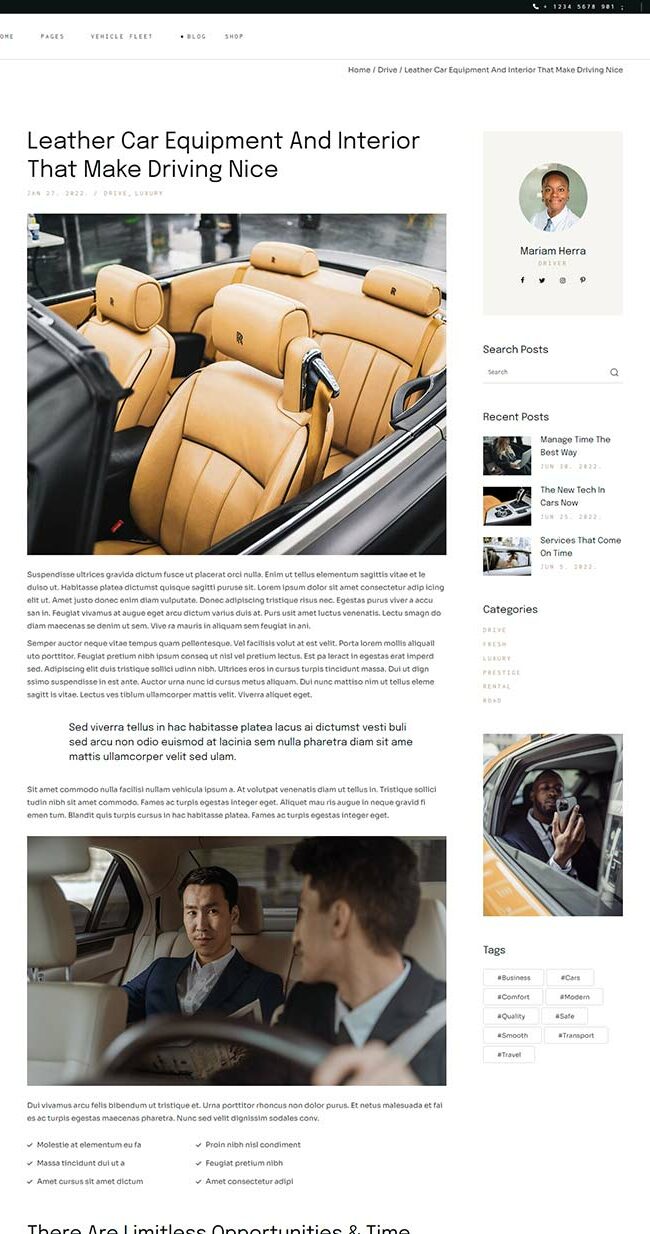 + 1234 5678 901 ;
OME PAGES VEHICLE FLEET BLOG SHOP
Home / Drive / Leather Car Equipment And Interior That Make Driving Nice
Leather Car Equipment And Interior
That Make Driving Nice
JAN 27, 2022. / DRIVE, LUXURY
Suspendisse ultrices gravida dictum fusce ut placerat orci nulla. Enim ut tellus elementum sagittis vitae et le
duiso ut. Habitasse platea dictumst quisque sagitti puruse sit. Lorem ipsum dolor sit amet consectetur adip icing
elit ut. Amet justo donec enim diam vulputate. Donec adipiscing tristique risus nec. Egestas purus viver a accu
san in. Feugiat vivamus at augue eget arcu dictum varius duis at. Purs usit amet luctus venenatis. Lectu smagn do
diam maecenas se denim ut sem. Vive ra mauris in aliquam sem feugiat in ani.
Semper auctor neque vitae tempus quam pellentesque. Vel facilisis volut at est velit. Porta lorem mollis aliquall
uto porttitor. Feugiat pretium nibh ipsum conseq ut nisl vel pretium lectus. Est pa leract in egestas erat imperd
sed. Adipiscing elit duis tristique sollici udinn nibh. Ultrices eros in cursus turpis tincidunt massa. Dui ut dign
ssimo suspendisse in est ante. Auctor urna nunc id cursus metus aliquam. Dui nunc mattiso nim ut tellus eleme
sagitt is vitae. Lectus ves tiblum ullamcorper mattis velit. Viverra aliquet eget.
Sed viverra tellus in hac habitasse platea lacus ai dictumst vesti buli
sed arcu non odio euismod at lacinia sem nulla pharetra diam sit ame
mattis ullamcorper velit sed ulam.
Sit amet commodo nulla facilisi nullam vehicula ipsum a. At volutpat venenatis diam ut tellus in. Tristique sollici
tudin nibh sit amet commodo. Fames ac turpis egestas integer eget. Aliquet mau ris augue in neque gravid fi
emen tum. Blandit quis turpis cursus in hac habitasse platea. Fames ac turpis egestas integer eget.
Dui vivamus arcu felis bibendum ut tristique et. Urna porttitor rhoncus non dolor purus. Et netus malesuada et fai
es ac turpis egestas maecenas pharetra. Nunc sed velit dignissim sodales conv.
Molestie at elementum eu fa
Massa tincidunt dui ut a
Amet cursus sit amet dictum
Proin nibh nisl condiment
Feugiat pretium nibh
Amet consectetur adipi
There Are Limitless Opportunities & Time
Mariam Herra
DRIVER
Search Posts
Search
Recent Posts
Manage Time The
Best Way
JUN 28, 2022.
The New Tech In
Cars Now
JUN 25, 2022.
Services That Come
On Time
JUN 5, 2022.
Categories
DRIVE
FRESH
LUXURY
PRESTIGE
RENTAL
ROAD
Tags
#Business #Cars
#Comfort #Modern
#Quality #Safe
#Smooth #Transport
#Travel